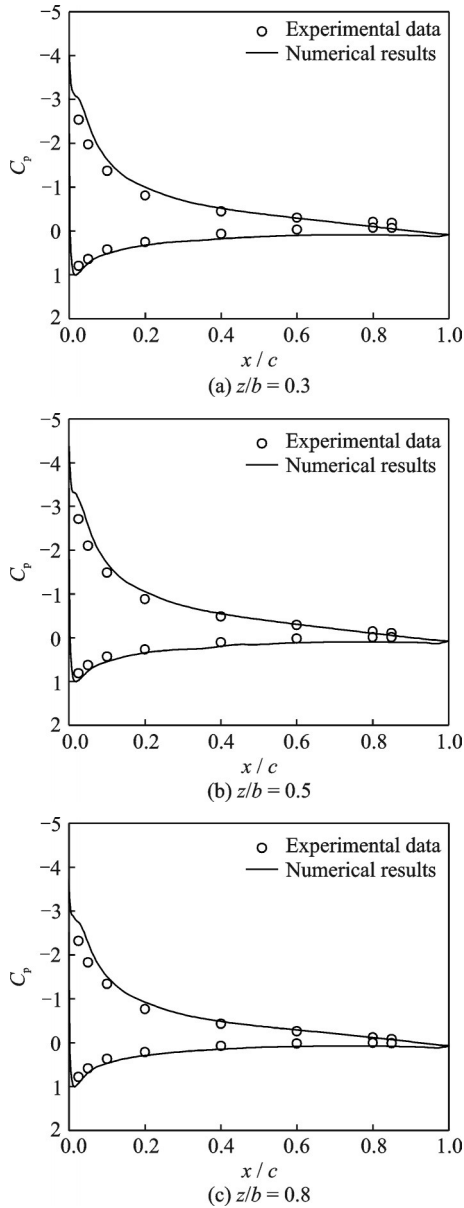 -5
-4
-3
-2
-1
0
1
2
C_p
Experimental data
Numerical results
0.0 0.2 0.4 0.6 0.8 1.0
x / c
(a) z/b = 0.3
-5
-4
-3
-2
-1
0
1
2
C_p
Experimental data
Numerical results
0.0 0.2 0.4 0.6 0.8 1.0
x / c
(b) z/b = 0.5
-5
-4
-3
-2
-1
0
1
2
C_p
Experimental data
Numerical results
0.0 0.2 0.4 0.6 0.8 1.0
x / c
(c) z/b = 0.8